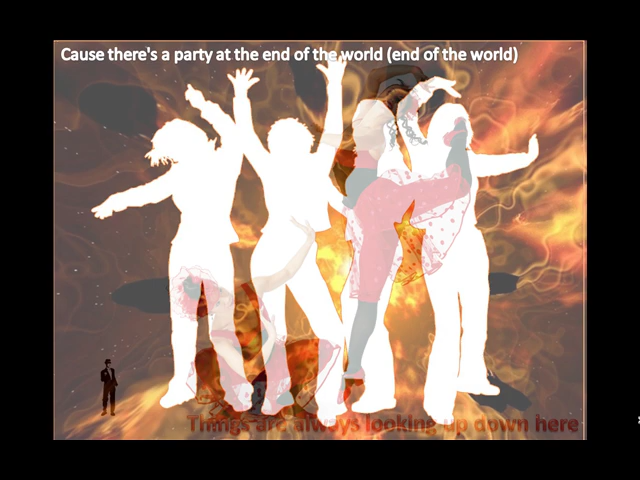 Cause there's a party at the end of the world (end of the world)
Things are always looking up down here